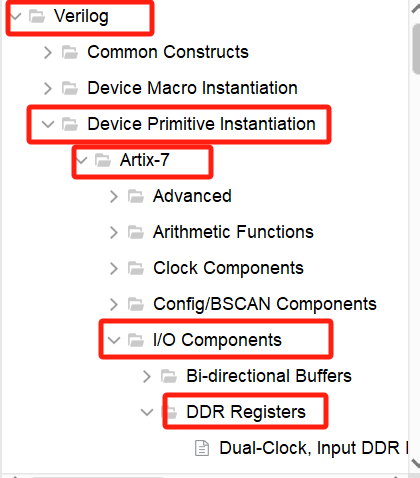 Verilog
Common Constructs
Device Macro Instantiation
Device Primitive Instantiation
Artix-7
Advanced
Arithmetic Functions
Clock Components
Config/BSCAN Components
I/O Components
Bi-directional Buffers
DDR Registers
Dual-Clock, Input DDR